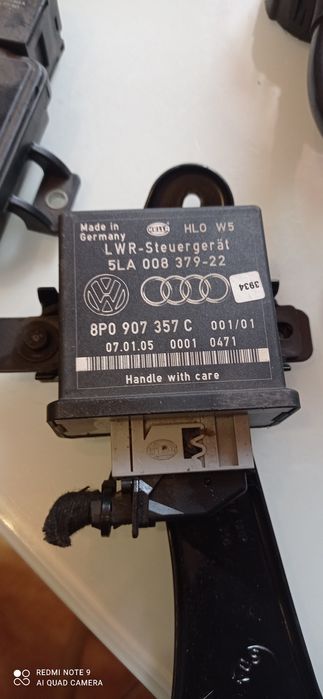 Made in
Germany
HELLA
HLO W5
LWR-Steuergerät
5LA 008 379-22
3934
8P0 907 357 C 001/01
07.01.05 0001 0471
Handle with care
REDMI NOTE 9
AI QUAD CAMERA